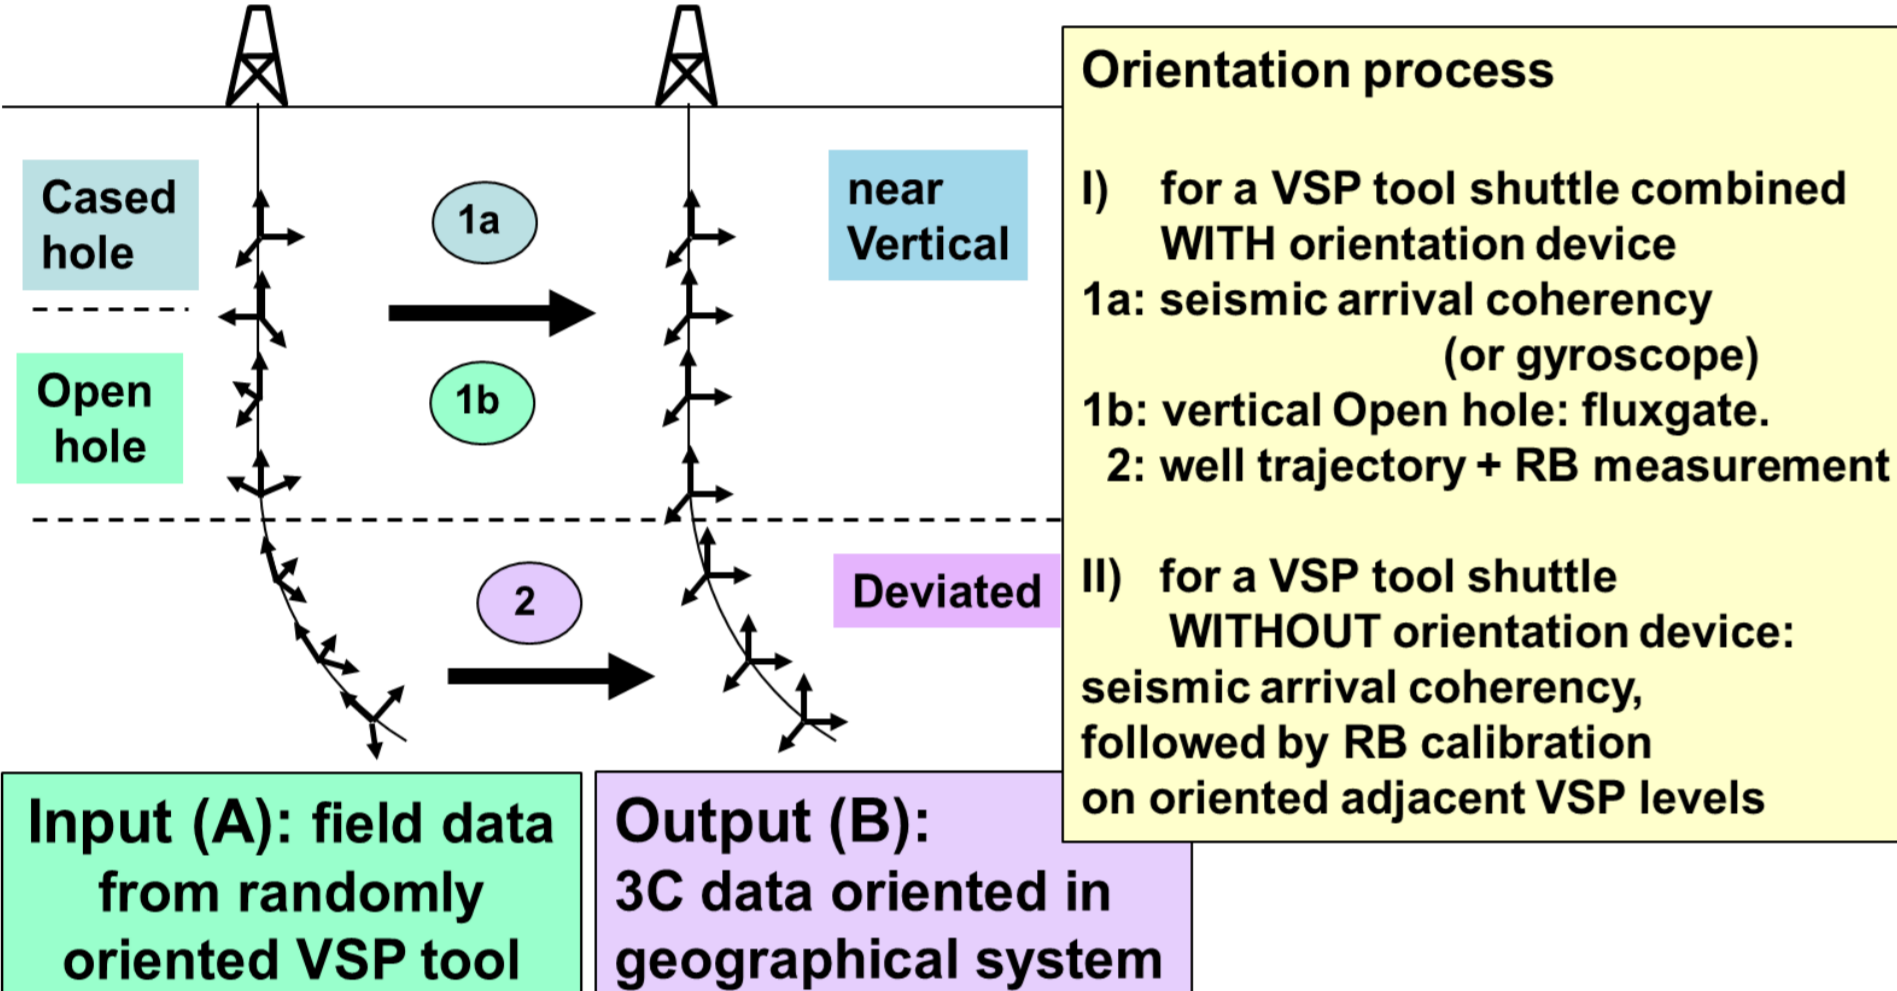 Cased
hole
Open
hole
1a
1b
2
near
Vertical
Deviated
Input (A): field data
from randomly
oriented VSP tool
Output (B):
3C data oriented in
geographical system
Orientation process
I) for a VSP tool shuttle combined
WITH orientation device
1a: seismic arrival coherency
(or gyroscope)
1b: vertical Open hole: fluxgate.
2: well trajectory + RB measurement
II) for a VSP tool shuttle
WITHOUT orientation device:
seismic arrival coherency,
followed by RB calibration
on oriented adjacent VSP levels